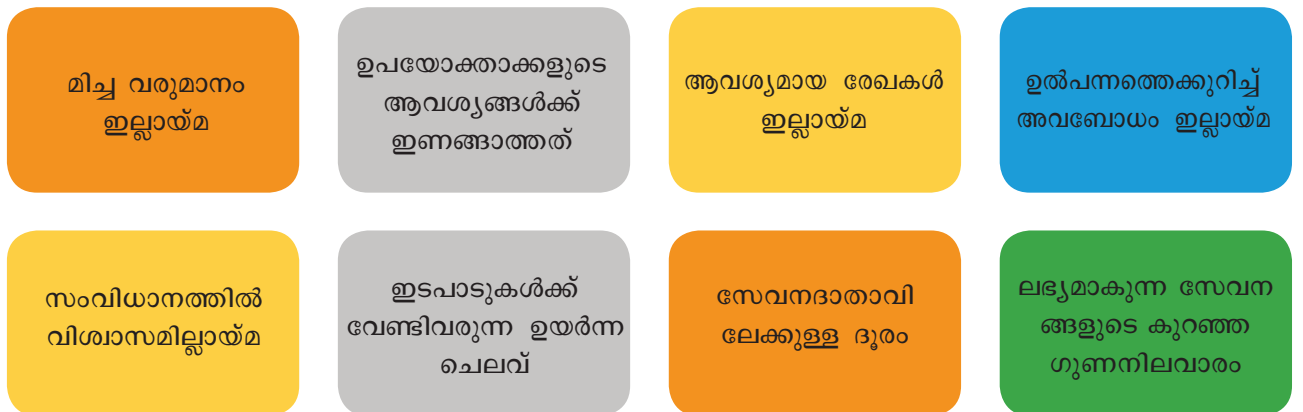 മിച്ച വരുമാനം
ഇല്ലായ്മ
ഉപയോക്താക്കളുടെ
ആവശ്യങ്ങൾക്ക്
ഇണങ്ങാത്തത്
ആവശ്യമായ രേഖകൾ
ഇല്ലായ്മ
ഉൽപന്നത്തെക്കുറിച്ച്
അവബോധം ഇല്ലായ്മ
സംവിധാനത്തിൽ
വിശ്വാസമില്ലായ്മ
ഇടപാടുകൾക്ക്
വേണ്ടിവരുന്ന ഉയർന്ന
ചെലവ്
സേവനദാതാവി
ലേക്കുള്ള ദൂരം
ലഭ്യമാകുന്ന സേവന
ങ്ങളുടെ കുറഞ്ഞ
ഗുണനിലവാരം